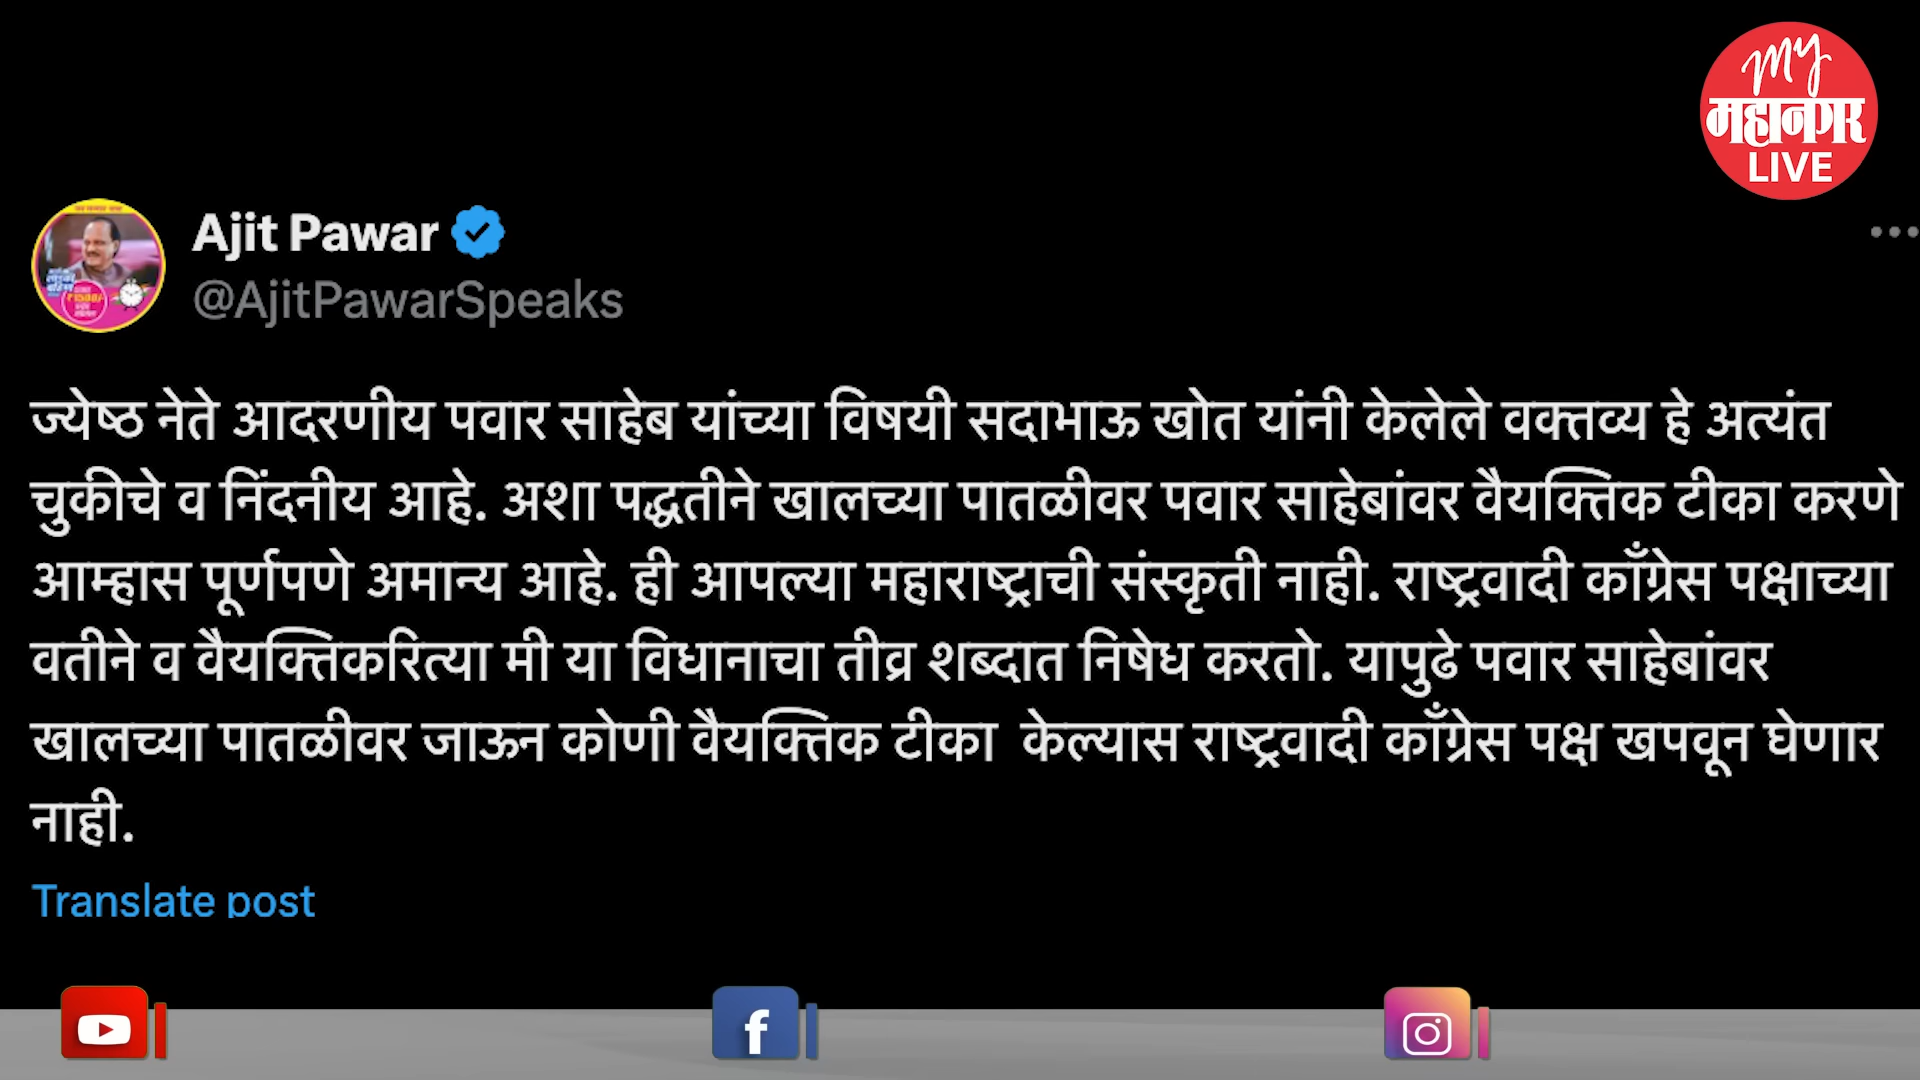 my
महानगर
LIVE
Ajit Pawar
@AjitPawarSpeaks
ज्येष्ठ नेते आदरणीय पवार साहेब यांच्या विषयी सदाभाऊ खोत यांनी केलेले वक्तव्य हे अत्यंत
चुकीचे व निंदनीय आहे. अशा पद्धतीने खालच्या पातळीवर पवार साहेबांवर वैयक्तिक टीका करणे
आम्हास पूर्णपणे अमान्य आहे. ही आपल्या महाराष्ट्राची संस्कृती नाही. राष्ट्रवादी काँग्रेस पक्षाच्या
वतीने व वैयक्तिकरित्या मी या विधानाचा तीव्र शब्दात निषेध करतो. यापुढे पवार साहेबांवर
खालच्या पातळीवर जाऊन कोणी वैयक्तिक टीका  केल्यास राष्ट्रवादी काँग्रेस पक्ष खपवून घेणार
नाही.
Translate post